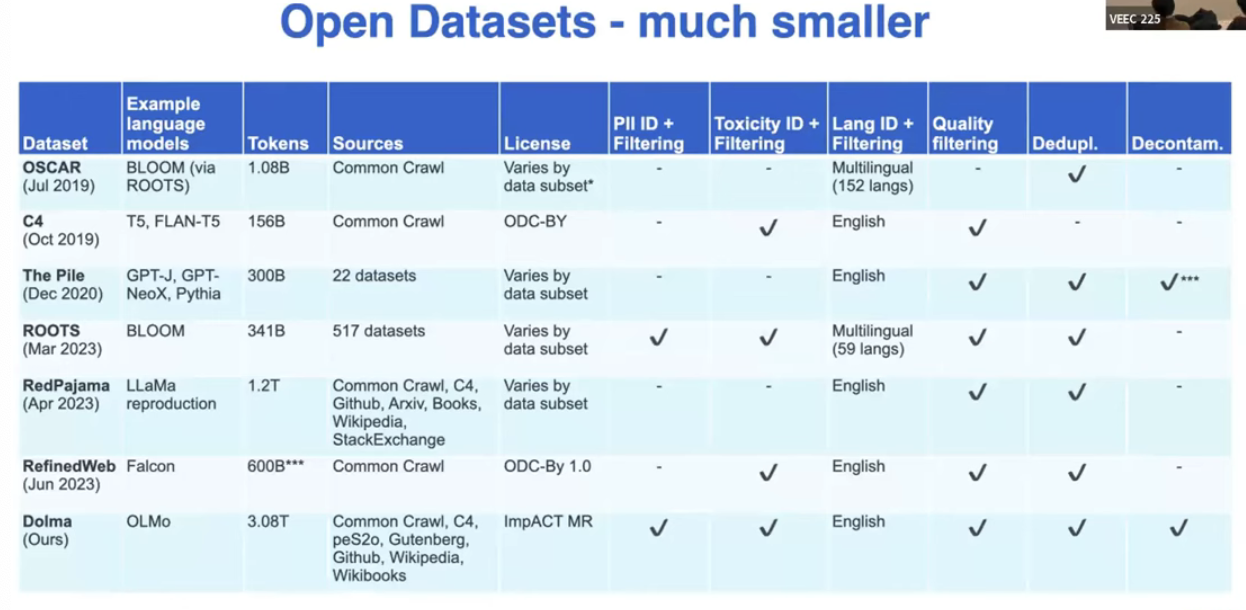 Open Datasets - much smaller
VEEC 225
Dataset Example language models Tokens Sources License PII ID + Filtering Toxicity ID + Filtering Lang ID + Filtering Quality filtering Dedupl. Decontam.
OSCAR (Jul 2019) BLOOM (via ROOTS) 1.08B Common Crawl Varies by data subset* - - Multilingual (152 langs) - ✓ -
C4 (Oct 2019) T5, FLAN-T5 156B Common Crawl ODC-BY - ✓ English ✓ - -
The Pile (Dec 2020) GPT-J, GPT-NeoX, Pythia 300B 22 datasets Varies by data subset - - English ✓ ✓ ✓***
ROOTS (Mar 2023) BLOOM 341B 517 datasets Varies by data subset ✓ ✓ Multilingual (59 langs) ✓ ✓ -
RedPajama (Apr 2023) LLaMa reproduction 1.2T Common Crawl, C4, Github, Arxiv, Books, Wikipedia, StackExchange Varies by data subset - - English ✓ ✓ -
RefinedWeb (Jun 2023) Falcon 600B*** Common Crawl ODC-By 1.0 - ✓ English ✓ ✓ -
Dolma (Ours) OLMo 3.08T Common Crawl, C4, peS2o, Gutenberg, Github, Wikipedia, Wikibooks ImpACT MR ✓ ✓ English ✓ ✓ ✓